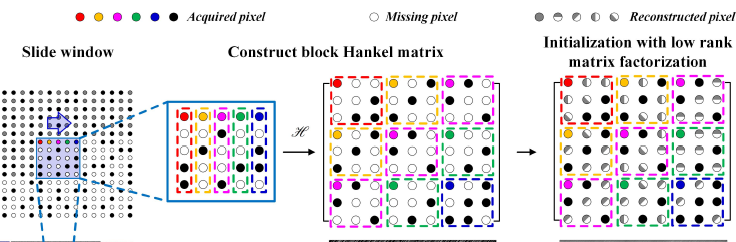 Acquired pixel Missing pixel Reconstructed pixel
Slide window Construct block Hankel matrix Initialization with low rank
matrix factorization
ℋ